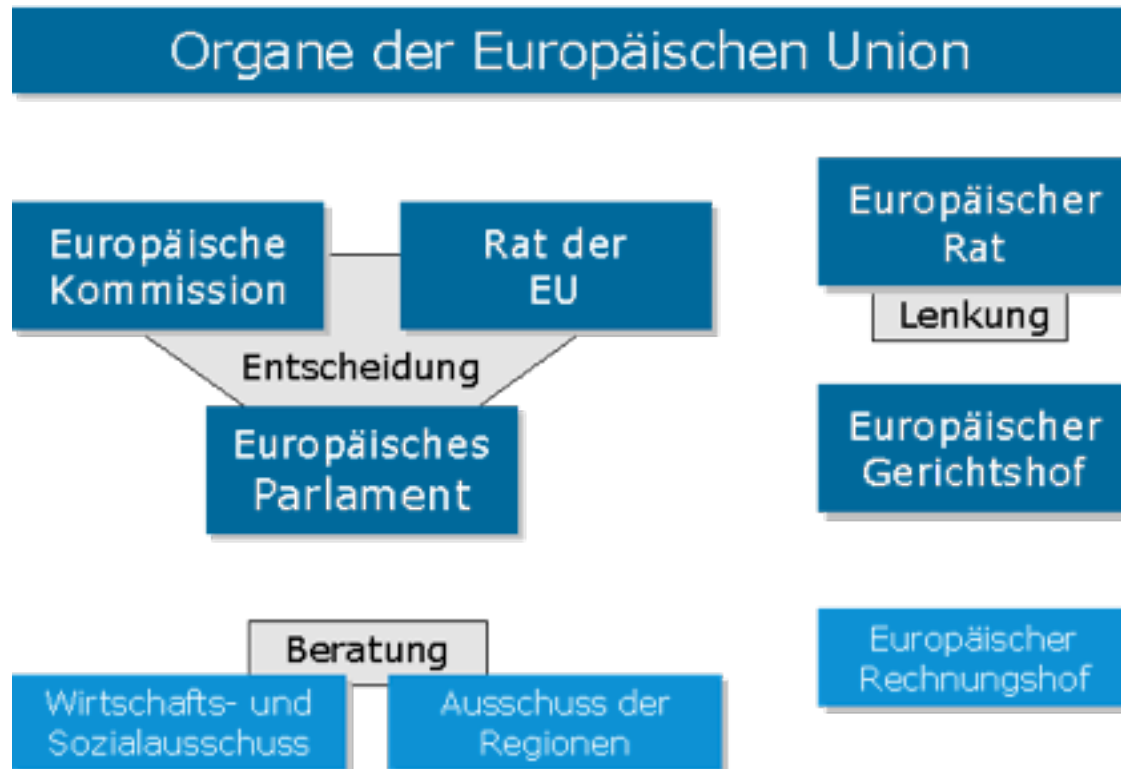 Organe der Europäischen Union
Europäische
Kommission
Rat der
EU
Entscheidung
Europäisches
Parlament
Europäischer
Rat
Lenkung
Europäischer
Gerichtshof
Beratung
Wirtschafts- und
Sozialausschuss
Ausschuss der
Regionen
Europäischer
Rechnungshof